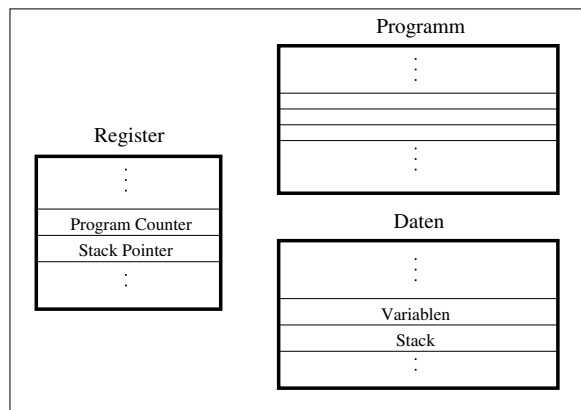 Programm
Register
Program Counter
Stack Pointer
Daten
Variablen
Stack